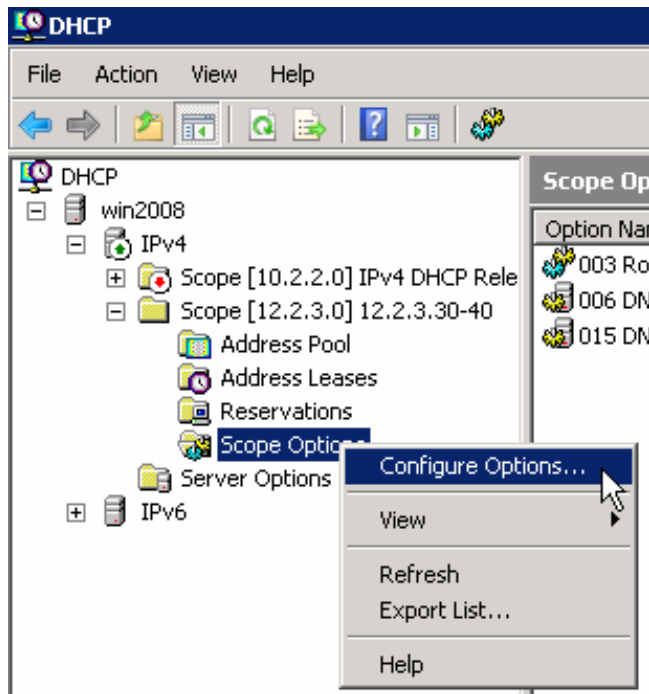 DHCP
File Action View Help
DHCP
win2008
IPv4
Scope [10.2.2.0] IPv4 DHCP Rele
Scope [12.2.3.0] 12.2.3.30-40
Address Pool
Address Leases
Reservations
Scope Options
Server Options
IPv6
Scope Op
Option Nar
003 Ro
006 DN
015 DN
Configure Options...
View
Refresh
Export List...
Help